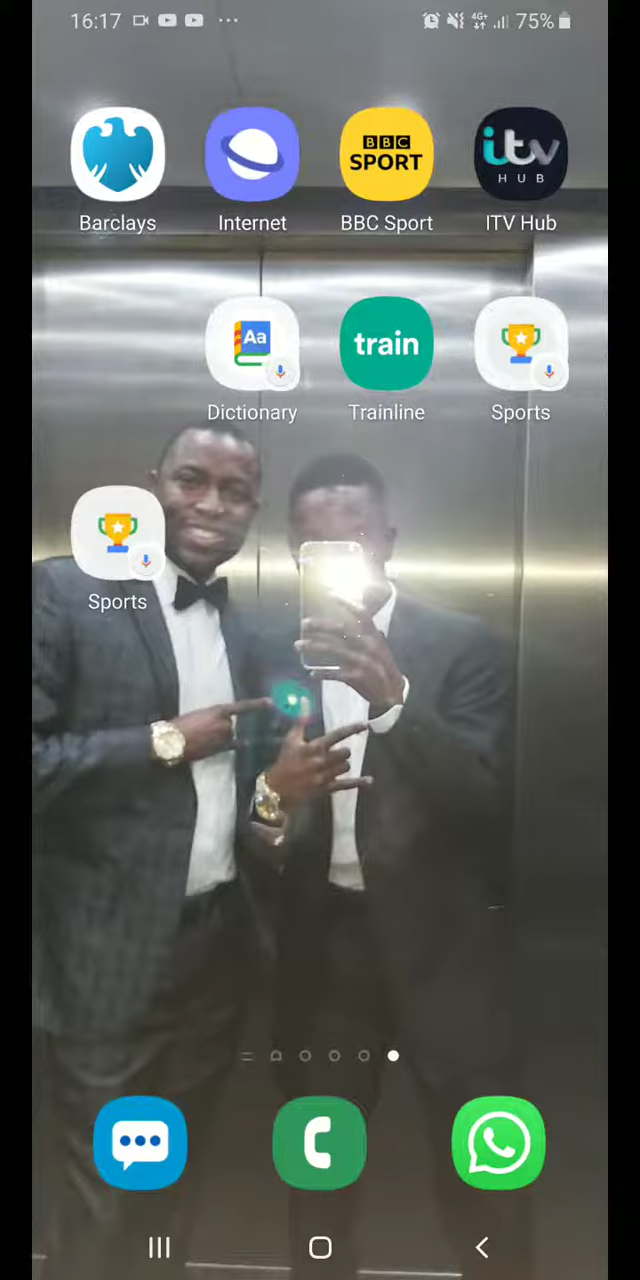 16:17
4G+
75%
Barclays
Internet
BBC
SPORT
BBC Sport
itv
HUB
ITV Hub
Aa
Dictionary
train
Trainline
Sports
Sports